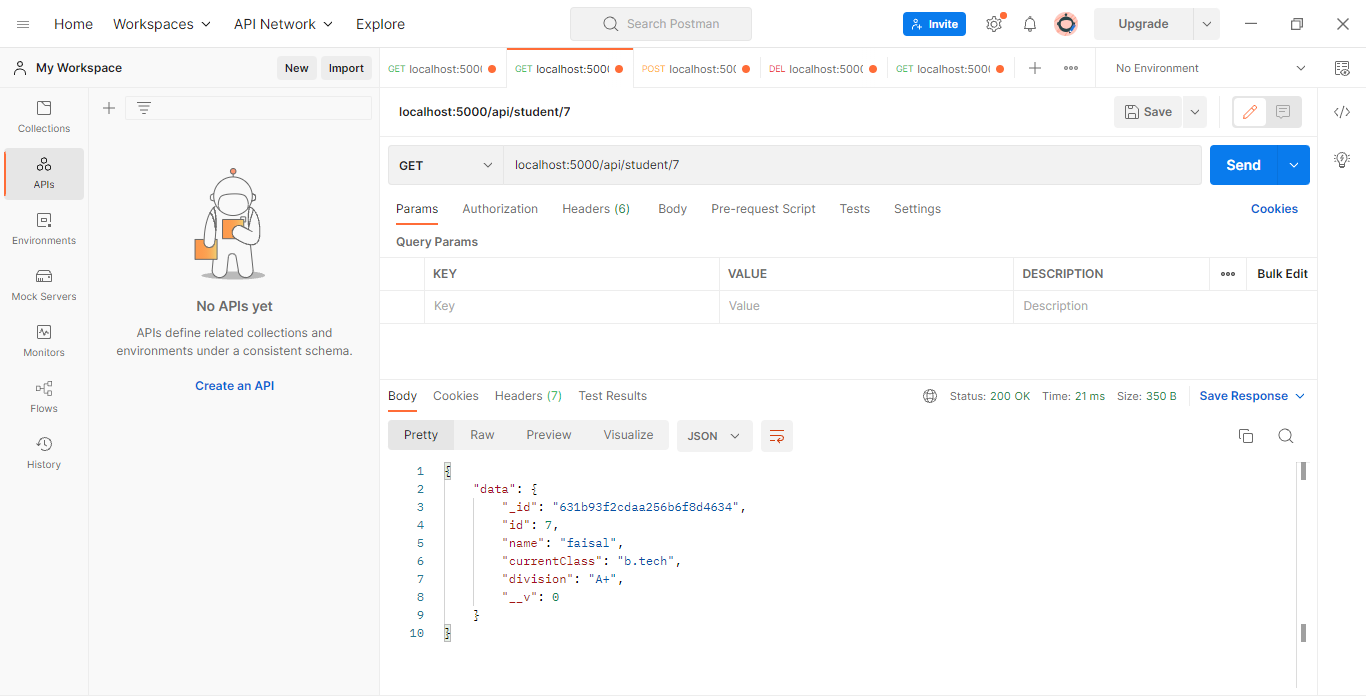 Home Workspaces API Network Explore Search Postman Invite Upgrade
My Workspace New Import GET localhost:500 GET localhost:500 POST localhost:500 DEL localhost:500 GET localhost:500 No Environment
Collections
APIs
Environments
Mock Servers
Monitors
Flows
History
No APIs yet
APIs define related collections and
environments under a consistent schema.
Create an API
localhost:5000/api/student/7 Save
GET localhost:5000/api/student/7 Send
Params Authorization Headers (6) Body Pre-request Script Tests Settings Cookies
Query Params
KEY VALUE DESCRIPTION Bulk Edit
Key Value Description
Body Cookies Headers (7) Test Results Status: 200 OK Time: 21 ms Size: 350 B Save Response
Pretty Raw Preview Visualize JSON
1 {
2 "data": {
3 "_id": "631b93f2cdaa256b6f8d4634",
4 "id": 7,
5 "name": "faisal",
6 "currentClass": "b.tech",
7 "division": "A+",
8 "__v": 0
9 }
10 }